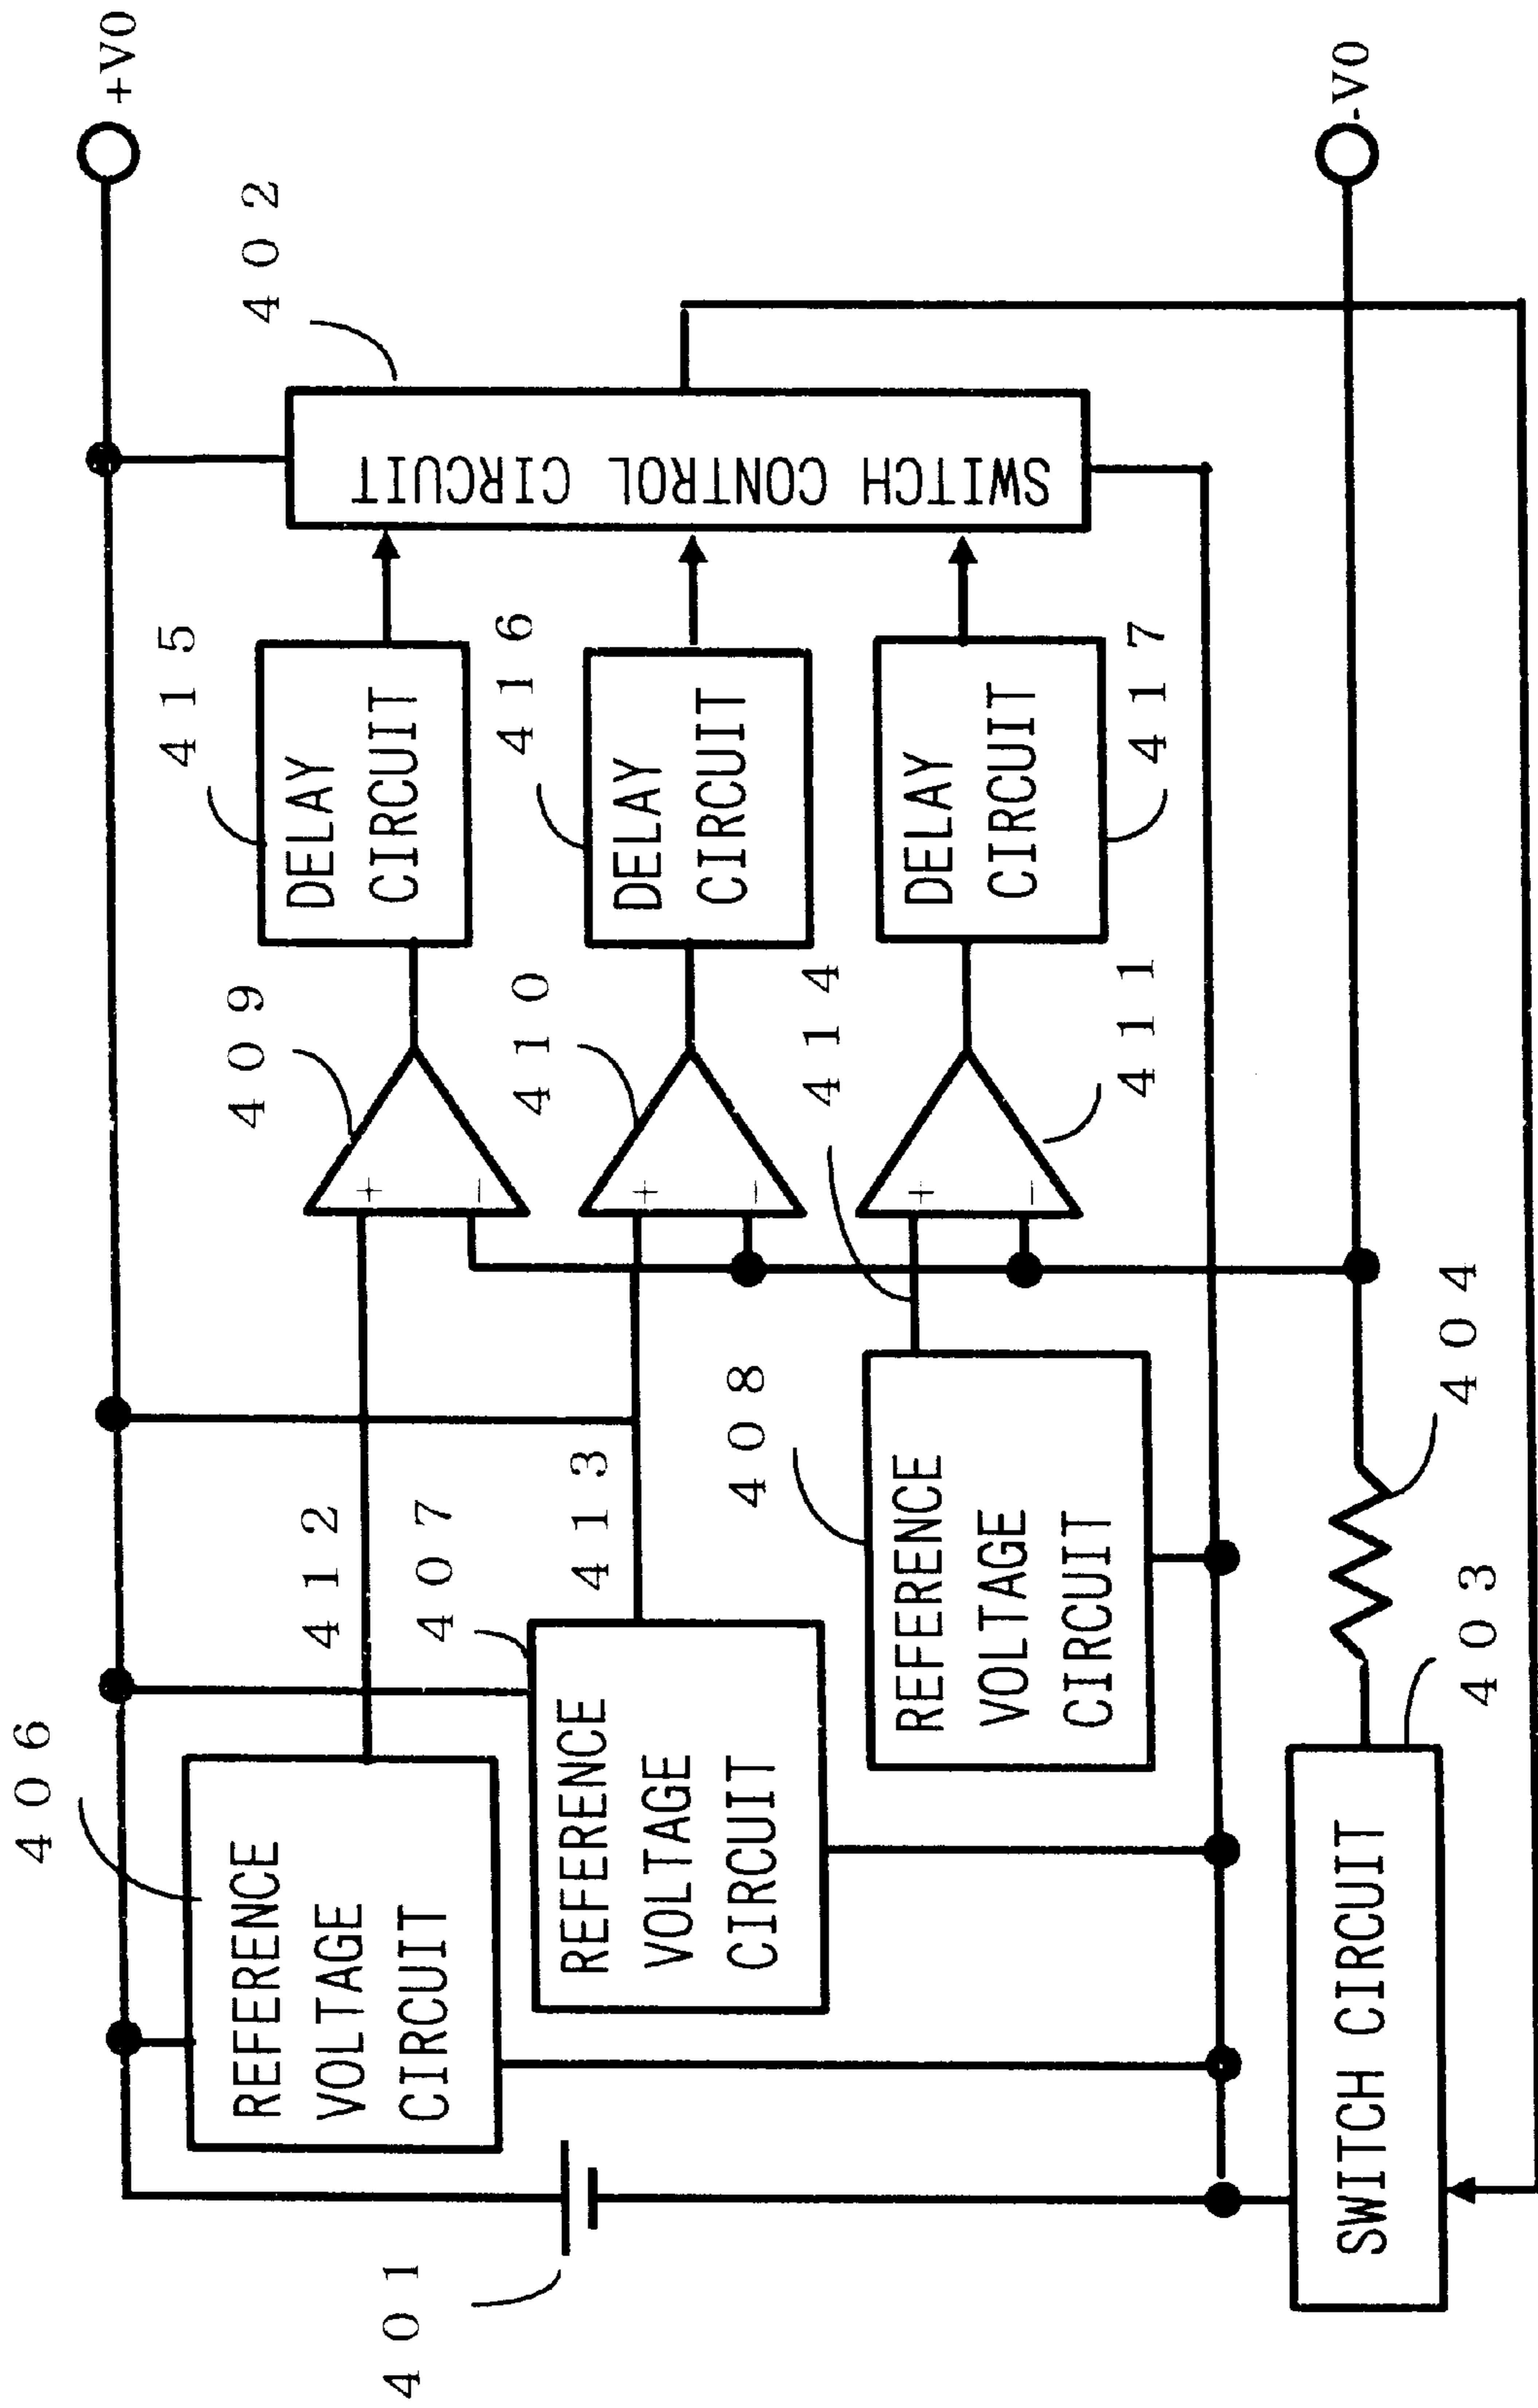 +V0
-V0
402
SWITCH CONTROL CIRCUIT
415
DELAY
CIRCUIT
416
DELAY
CIRCUIT
417
DELAY
CIRCUIT
409
+
-
410
+
-
414
411
+
-
412
407
413
408
REFERENCE
VOLTAGE
CIRCUIT
404
403
406
REFERENCE
VOLTAGE
CIRCUIT
REFERENCE
VOLTAGE
CIRCUIT
SWITCH CIRCUIT
401